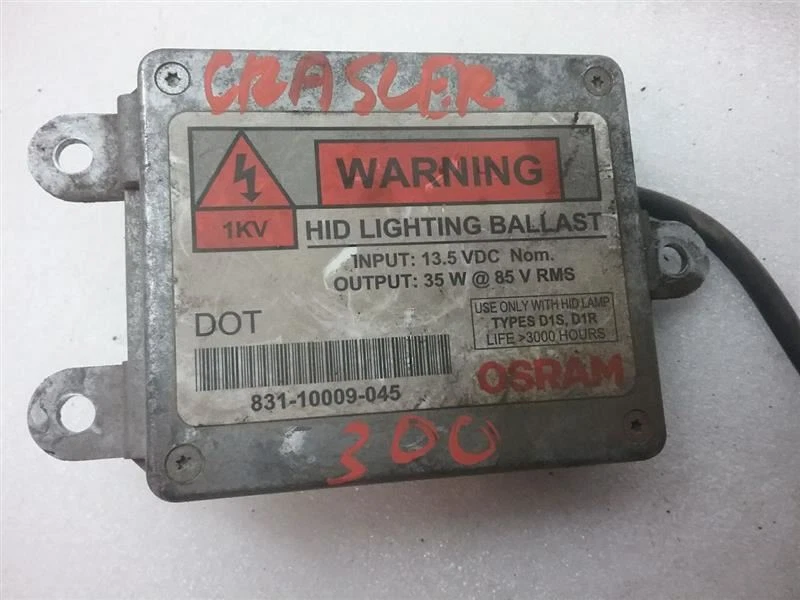 CRASLER
WARNING
1KV
HID LIGHTING BALLAST
INPUT: 13.5 VDC Nom.
OUTPUT: 35 W @ 85 V RMS
DOT
USE ONLY WITH HID LAMP
TYPES D1S, D1R
LIFE >3000 HOURS
831-10009-045
OSRAM
300